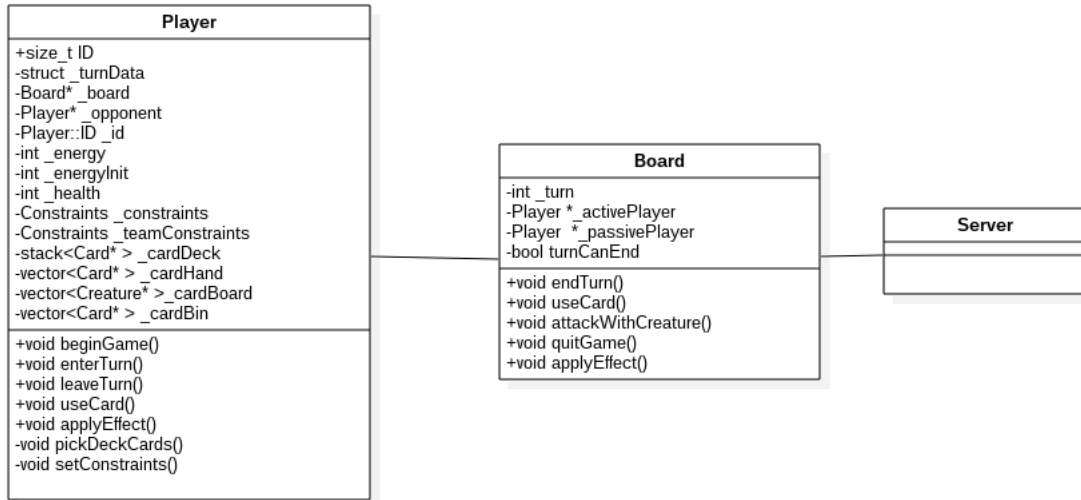 Player
+size_t ID
-struct _turnData
-Board* _board
-Player* _opponent
-Player::ID _id
-int _energy
-int _energyInit
-int _health
-Constraints _constraints
-Constraints _teamConstraints
-stack<Card* > _cardDeck
-vector<Card* > _cardHand
-vector<Creature* >_cardBoard
-vector<Card* > _cardBin
+void beginGame()
+void enterTurn()
+void leaveTurn()
+void useCard()
+void applyEffect()
-void pickDeckCards()
-void setConstraints()
Board
-int _turn
-Player *_activePlayer
-Player  *_passivePlayer
-bool turnCanEnd
+void endTurn()
+void useCard()
+void attackWithCreature()
+void quitGame()
+void applyEffect()
Server